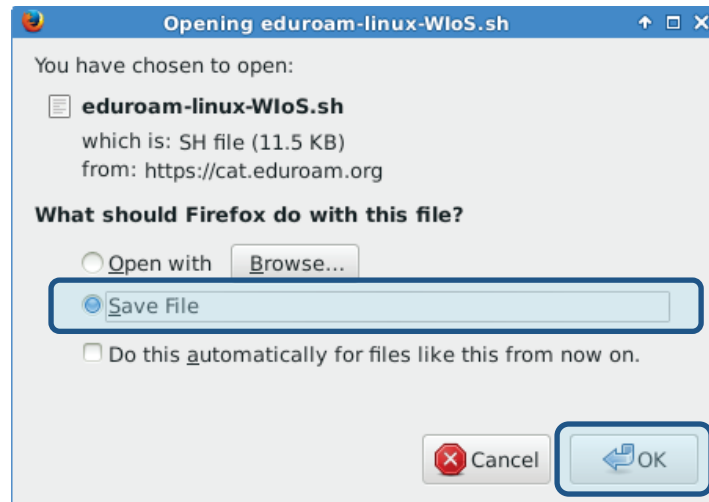 Opening eduroam-linux-WIoS.sh
You have chosen to open:
eduroam-linux-WIoS.sh
which is: SH file (11.5 KB)
from: https://cat.eduroam.org
What should Firefox do with this file?
Open with Browse...
Save File
Do this automatically for files like this from now on.
Cancel OK